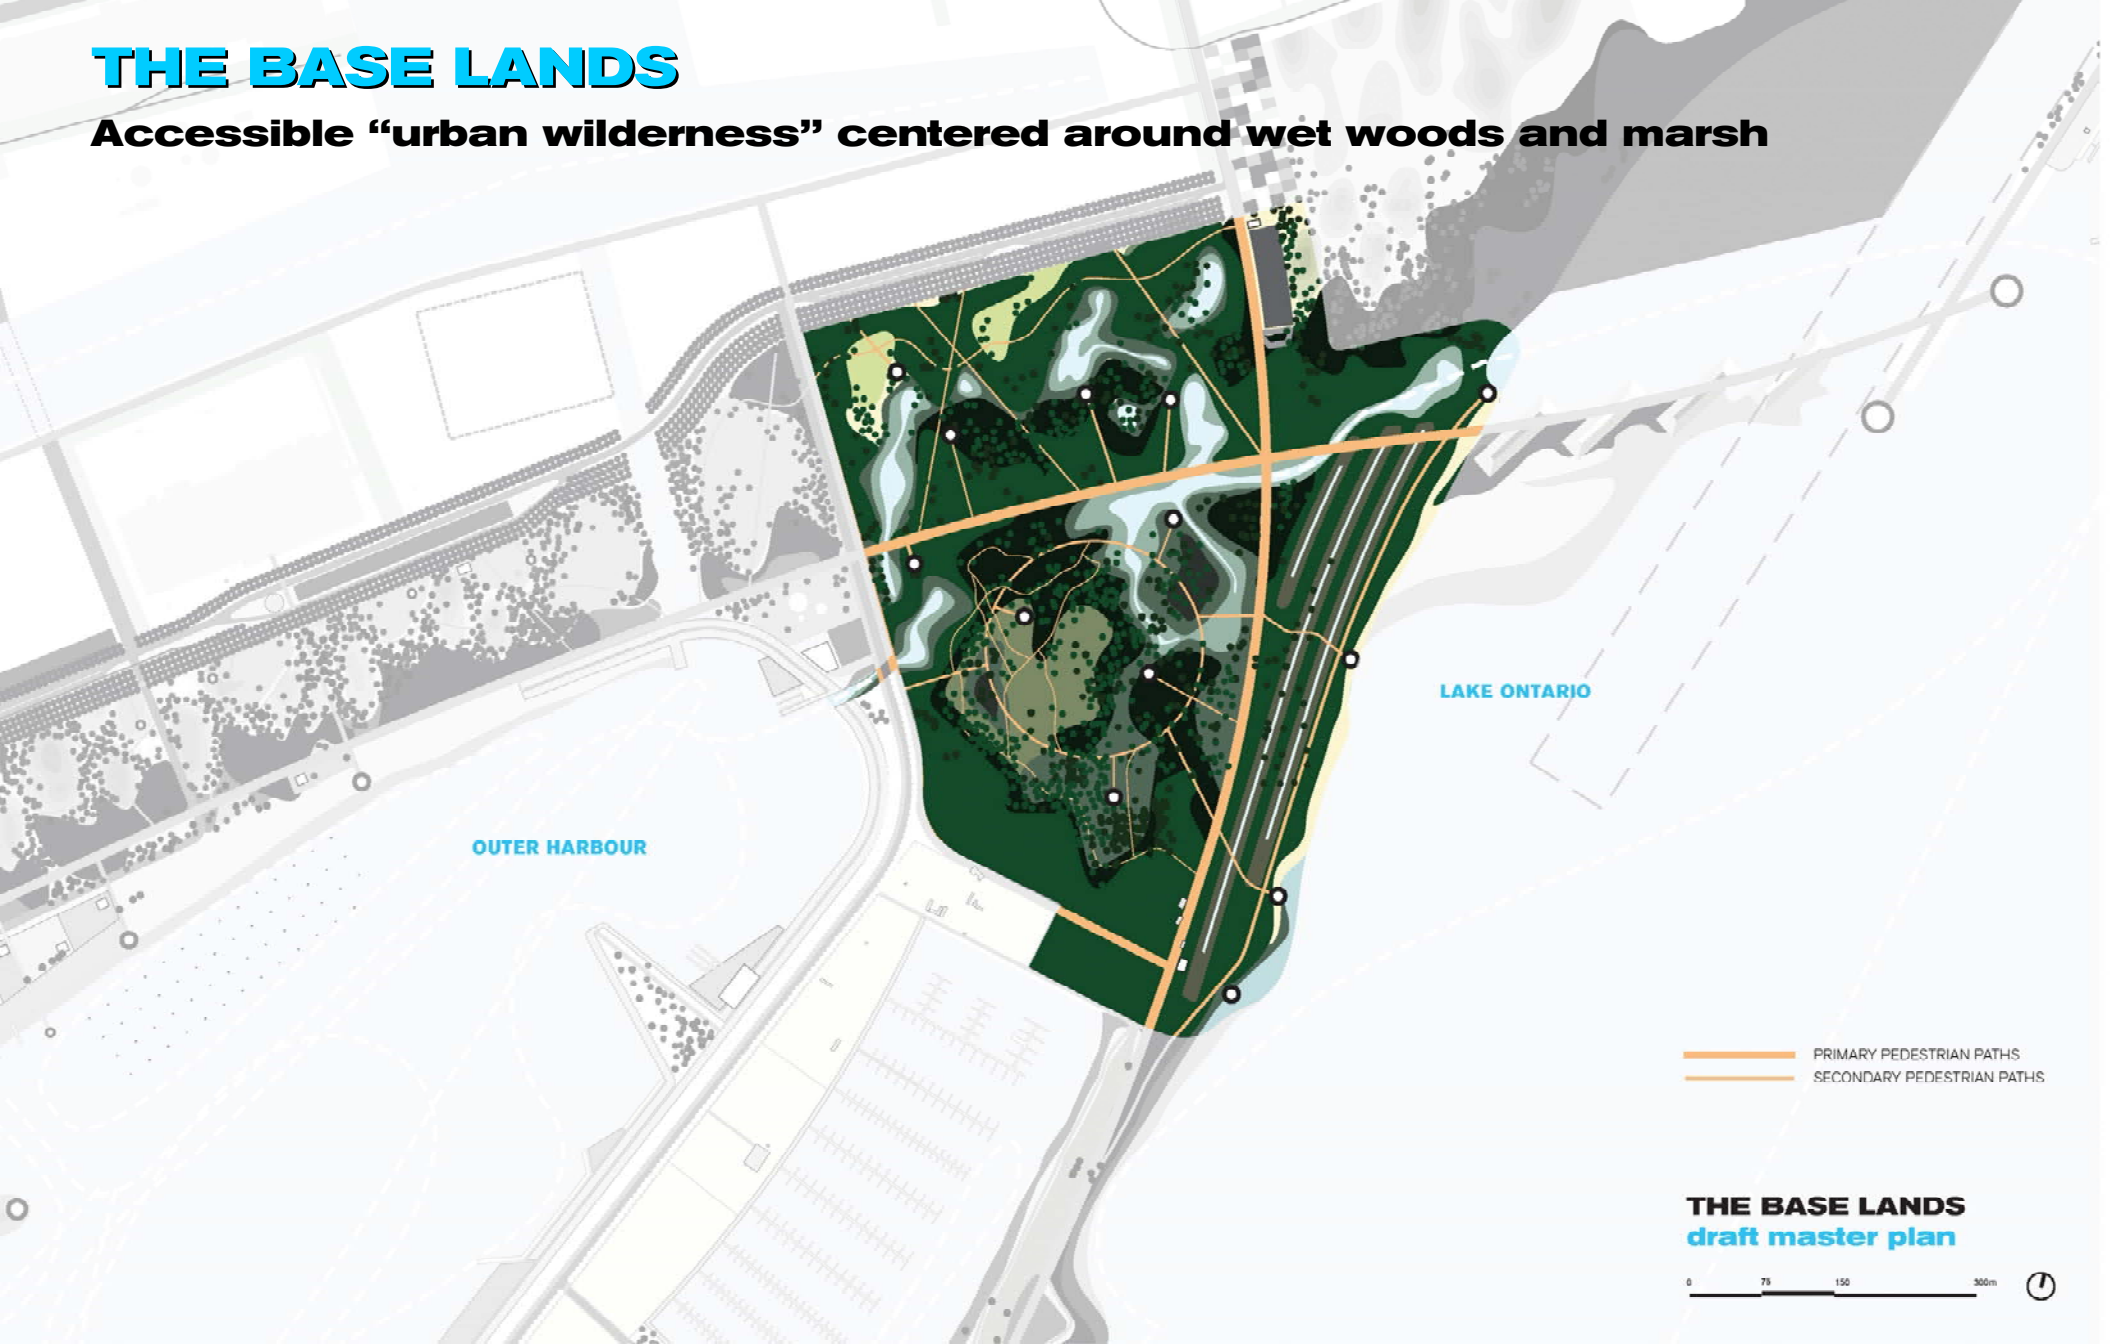 THE BASE LANDS
Accessible “urban wilderness” centered around wet woods and marsh
LAKE ONTARIO
OUTER HARBOUR
PRIMARY PEDESTRIAN PATHS
SECONDARY PEDESTRIAN PATHS
THE BASE LANDS
draft master plan
0 75 150 300m